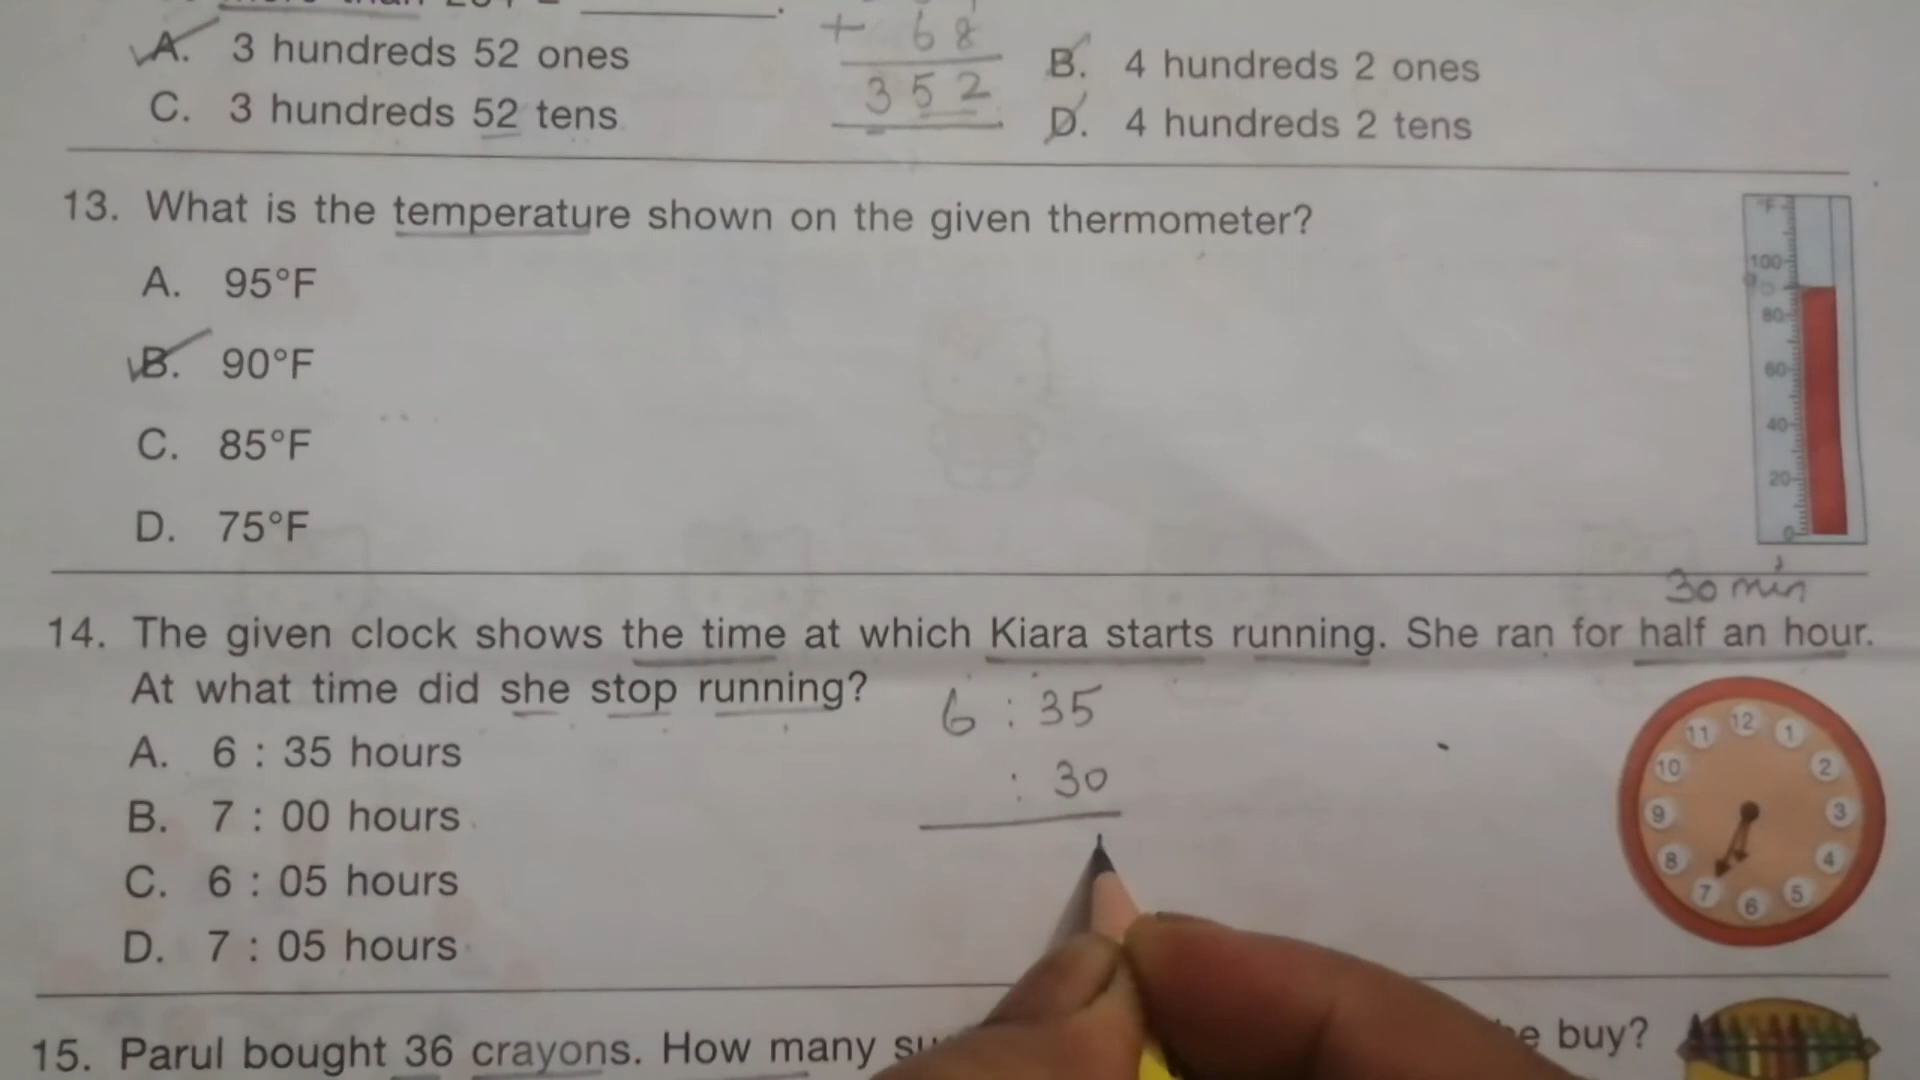 A. 3 hundreds 52 ones
+ 68
352
B. 4 hundreds 2 ones
C. 3 hundreds 52 tens
D. 4 hundreds 2 tens
13. What is the temperature shown on the given thermometer?
A. 95°F
B. 90°F
C. 85°F
D. 75°F
°F
100
90
80
60
40
20
0
30 min
14. The given clock shows the time at which Kiara starts running. She ran for half an hour.
At what time did she stop running?
6 : 35
: 30
A. 6 : 35 hours
B. 7 : 00 hours
C. 6 : 05 hours
D. 7 : 05 hours
12
1
2
3
4
5
6
7
8
9
10
11
15. Parul bought 36 crayons. How many buy?